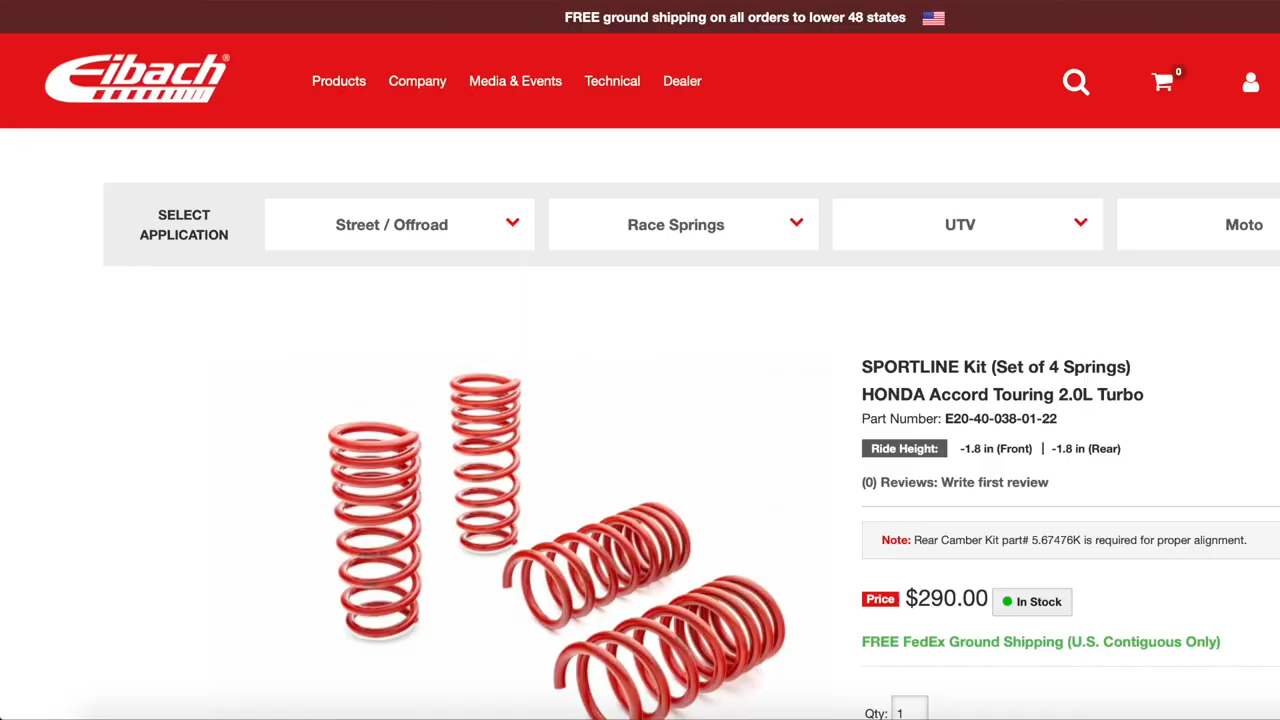 FREE ground shipping on all orders to lower 48 states
Eibach®
Products Company Media & Events Technical Dealer
0
SELECT
APPLICATION
Street / Offroad
Race Springs
UTV
Moto
SPORTLINE Kit (Set of 4 Springs)
HONDA Accord Touring 2.0L Turbo
Part Number: E20-40-038-01-22
Ride Height: -1.8 in (Front) | -1.8 in (Rear)
(0) Reviews: Write first review
Note: Rear Camber Kit part# 5.67476K is required for proper alignment.
Price $290.00 In Stock
FREE FedEx Ground Shipping (U.S. Contiguous Only)
Qty: 1